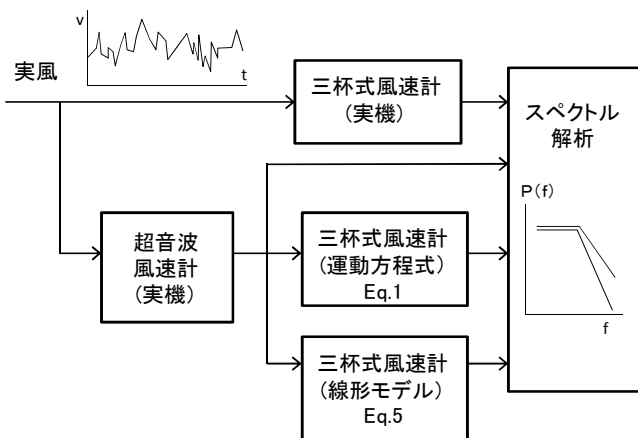 v
t
実風
三杯式風速計
(実機)
スペクトル
解析
P(f)
f
超音波
風速計
(実機)
三杯式風速計
(運動方程式)
Eq.1
三杯式風速計
(線形モデル)
Eq.5